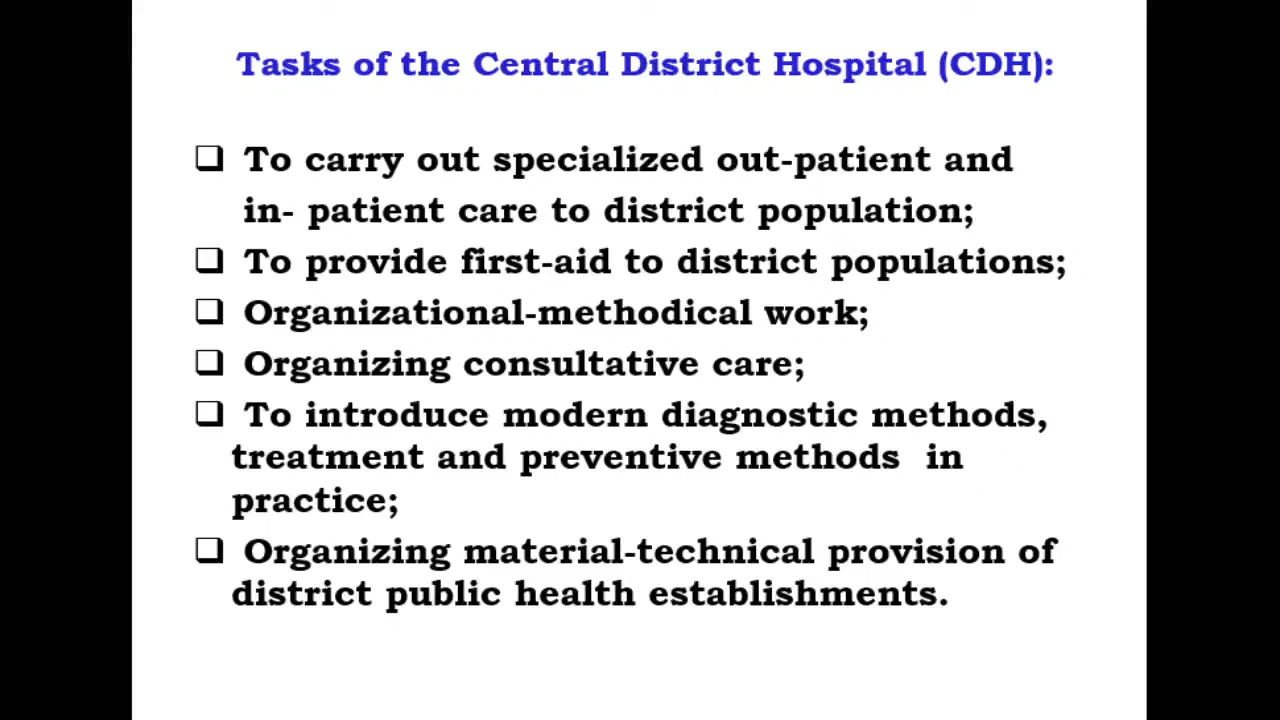 Tasks of the Central District Hospital (CDH):
❑ To carry out specialized out-patient and
in- patient care to district population;
❑ To provide first-aid to district populations;
❑ Organizational-methodical work;
❑ Organizing consultative care;
❑ To introduce modern diagnostic methods,
treatment and preventive methods in
practice;
❑ Organizing material-technical provision of
district public health establishments.